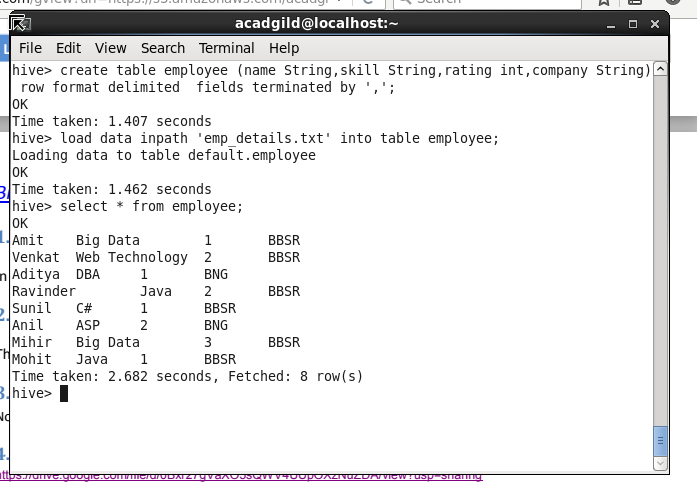 acadgild@localhost:~
File Edit View Search Terminal Help
hive> create table employee (name String,skill String,rating int,company String)
 row format delimited  fields terminated by ',';
OK
Time taken: 1.407 seconds
hive> load data inpath 'emp_details.txt' into table employee;
Loading data to table default.employee
OK
Time taken: 1.462 seconds
hive> select * from employee;
OK
Amit    Big Data        1       BBSR
Venkat  Web Technology  2       BBSR
Aditya  DBA     1       BNG
Ravinder        Java    2       BBSR
Sunil   C#      1       BBSR
Anil    ASP     2       BNG
Mihir   Big Data        3       BBSR
Mohit   Java    1       BBSR
Time taken: 2.682 seconds, Fetched: 8 row(s)
hive>